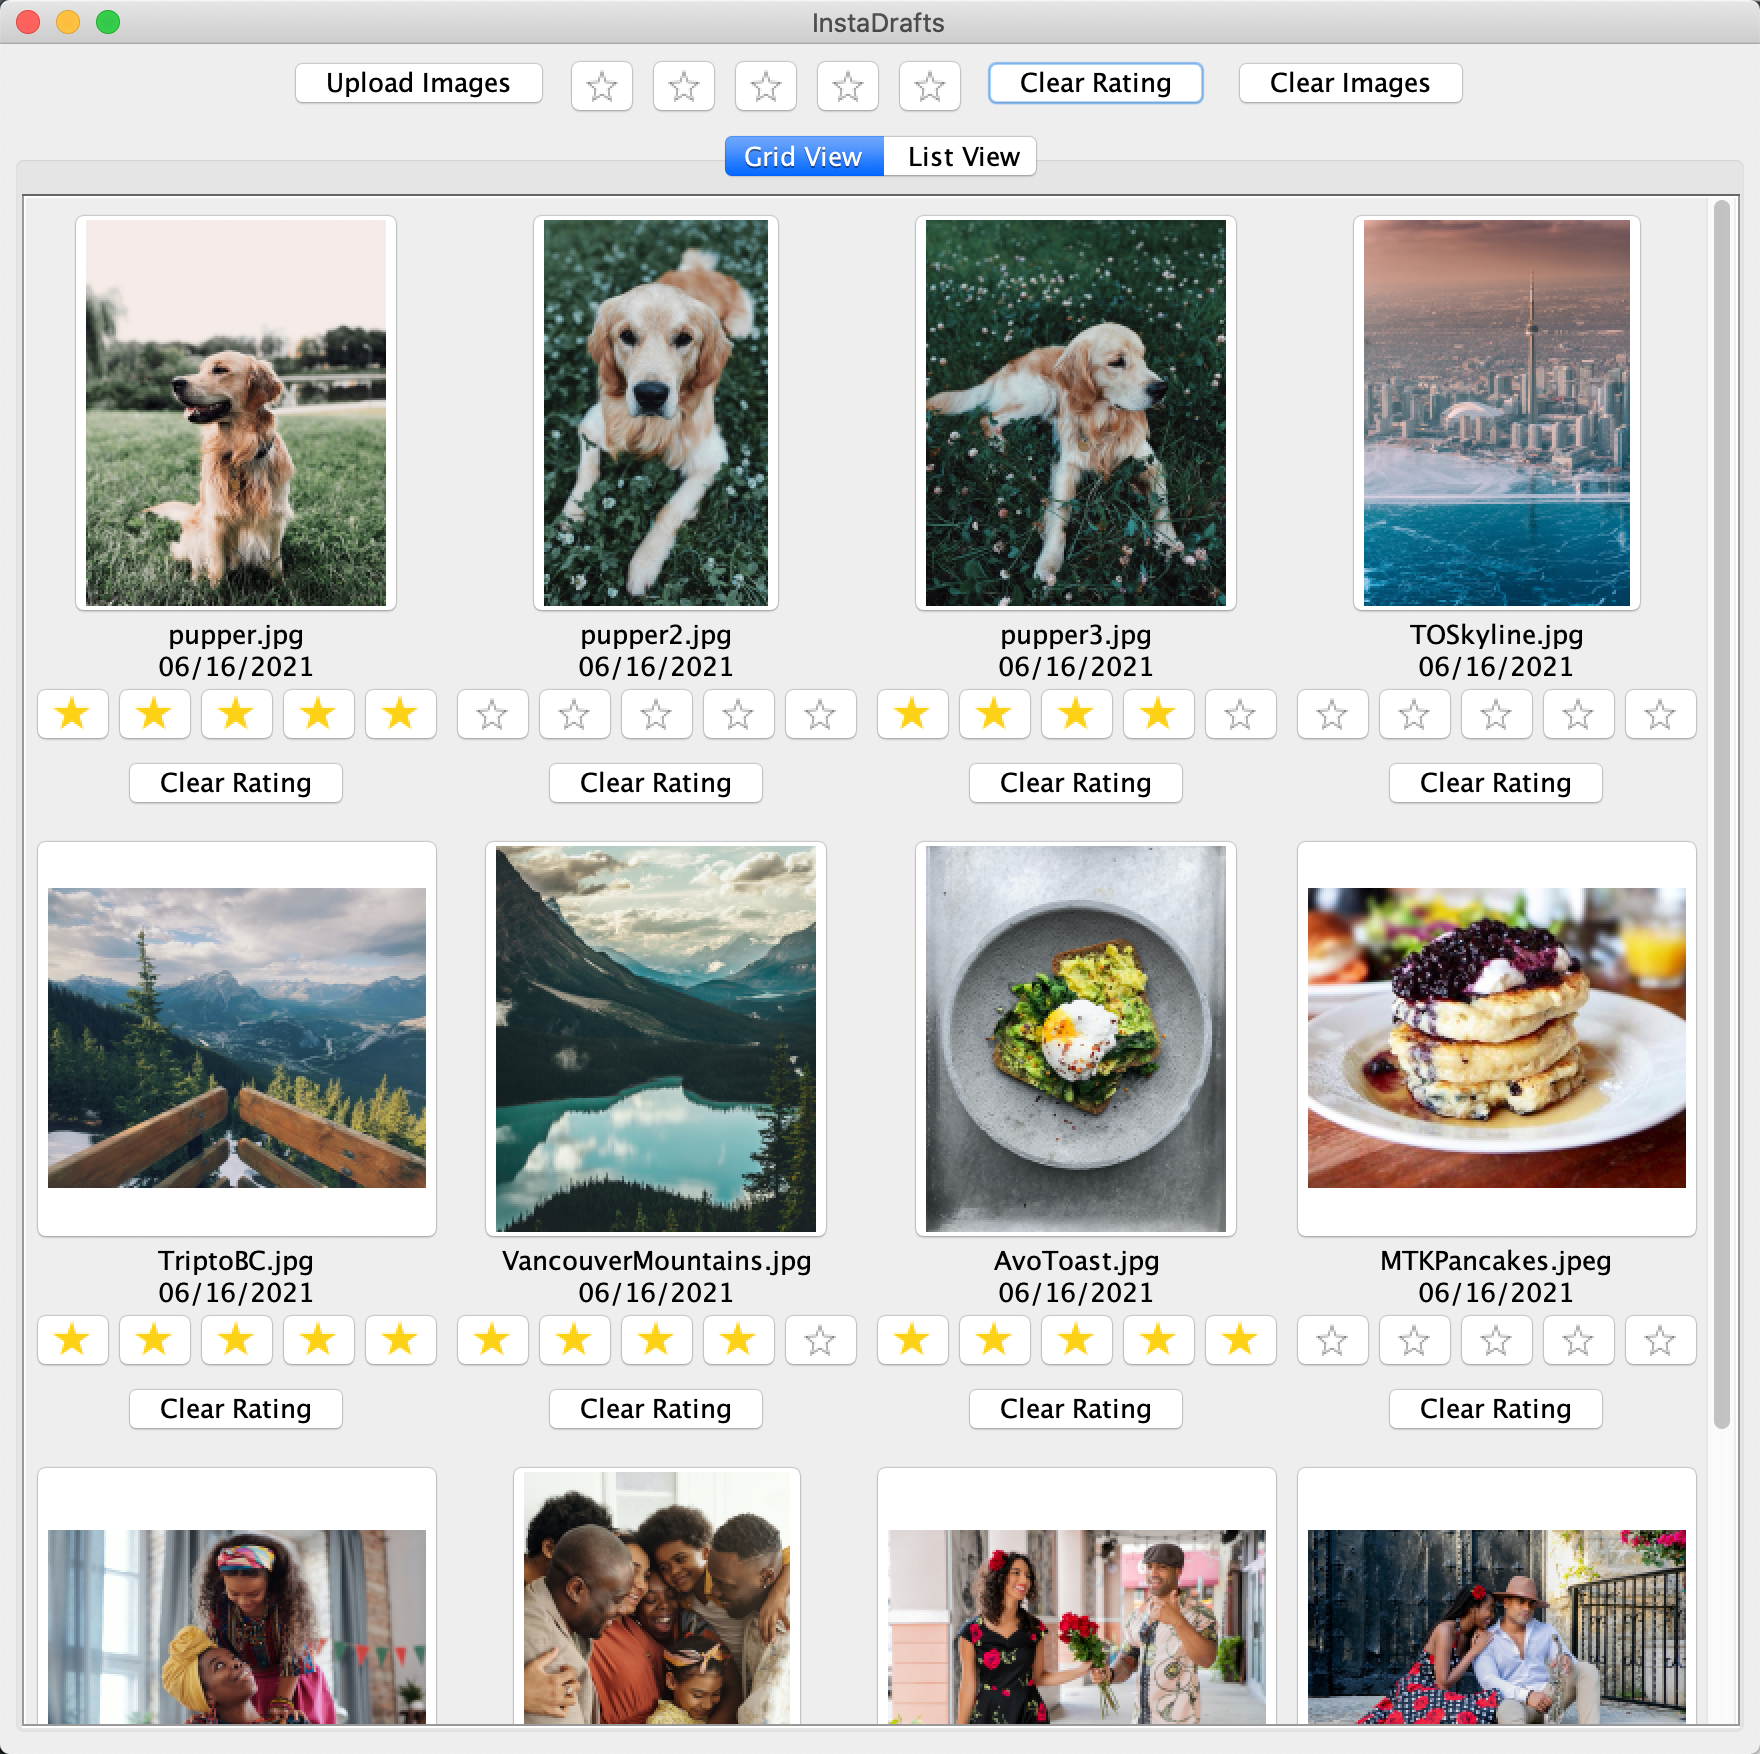 InstaDrafts
Upload Images
Clear Rating
Clear Images
Grid View
List View
pupper.jpg
06/16/2021
pupper2.jpg
06/16/2021
pupper3.jpg
06/16/2021
TOSkyline.jpg
06/16/2021
Clear Rating
Clear Rating
Clear Rating
Clear Rating
TriptoBC.jpg
06/16/2021
VancouverMountains.jpg
06/16/2021
AvoToast.jpg
06/16/2021
MTKPancakes.jpeg
06/16/2021
Clear Rating
Clear Rating
Clear Rating
Clear Rating